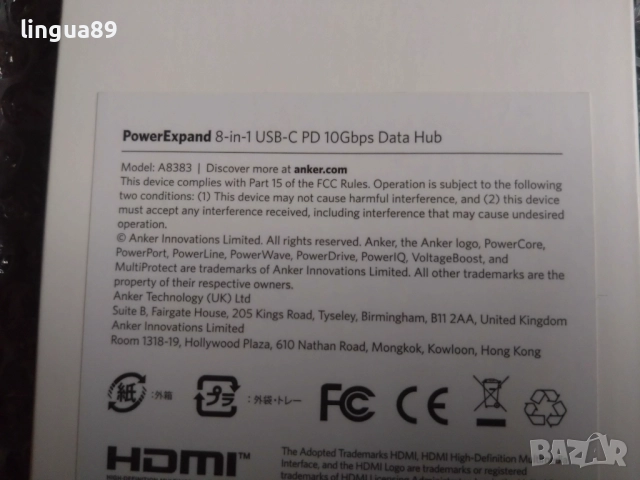 lingua89
PowerExpand 8-in-1 USB-C PD 10Gbps Data Hub
Model: A8383 | Discover more at anker.com
This device complies with Part 15 of the FCC Rules. Operation is subject to the following
two conditions: (1) This device may not cause harmful interference, and (2) this device
must accept any interference received, including interference that may cause undesired
operation.
© Anker Innovations Limited. All rights reserved. Anker, the Anker logo, PowerCore,
PowerPort, PowerLine, PowerWave, PowerDrive, PowerIQ, VoltageBoost, and
MultiProtect are trademarks of Anker Innovations Limited. All other trademarks are the
property of their respective owners.
Anker Technology (UK) Ltd
Suite B, Fairgate House, 205 Kings Road, Tyseley, Birmingham, B11 2AA, United Kingdom
Anker Innovations Limited
Room 1318-19, Hollywood Plaza, 610 Nathan Road, Mongkok, Kowloon, Hong Kong
紙 :外箱 プラ :外袋・トレー FC CE
HDMI™
The Adopted Trademarks HDMI, HDMI High-Definition
Interface, and the HDMI Logo are trademarks or registered
BAZAR